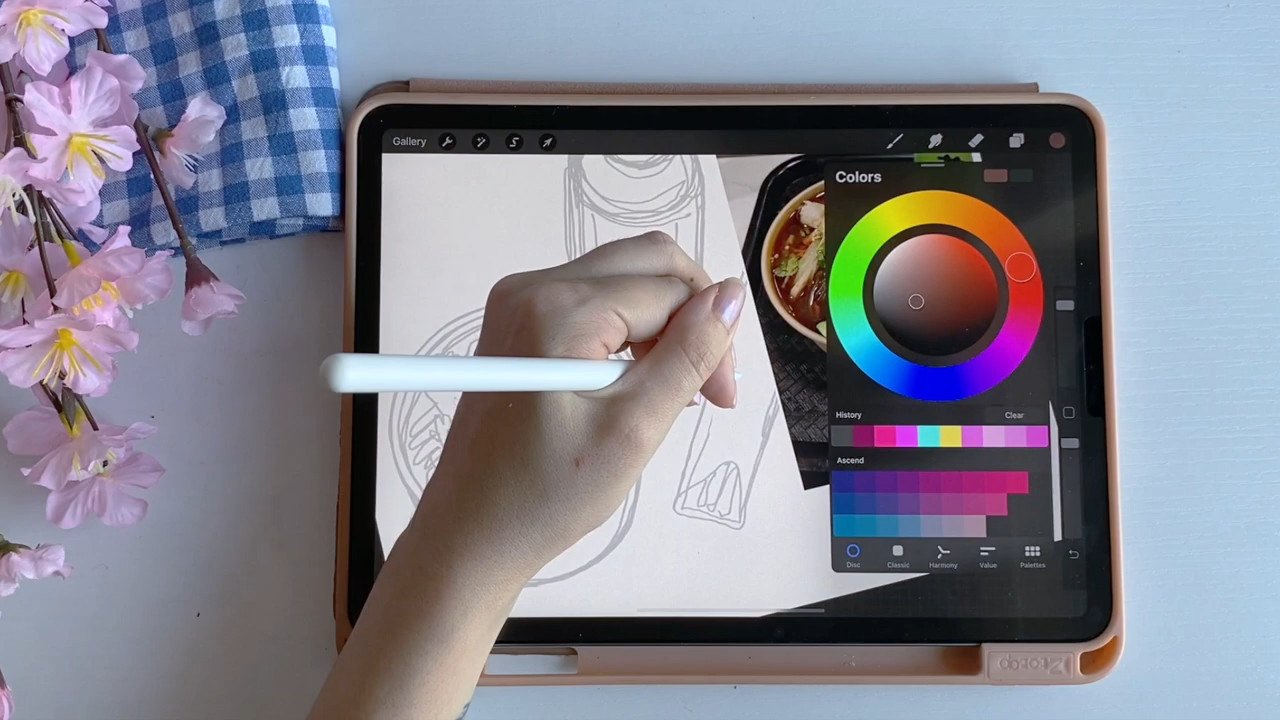 Gallery
Colors
History
Clear
Ascend
Disc
Classic
Harmony
Value
Palettes